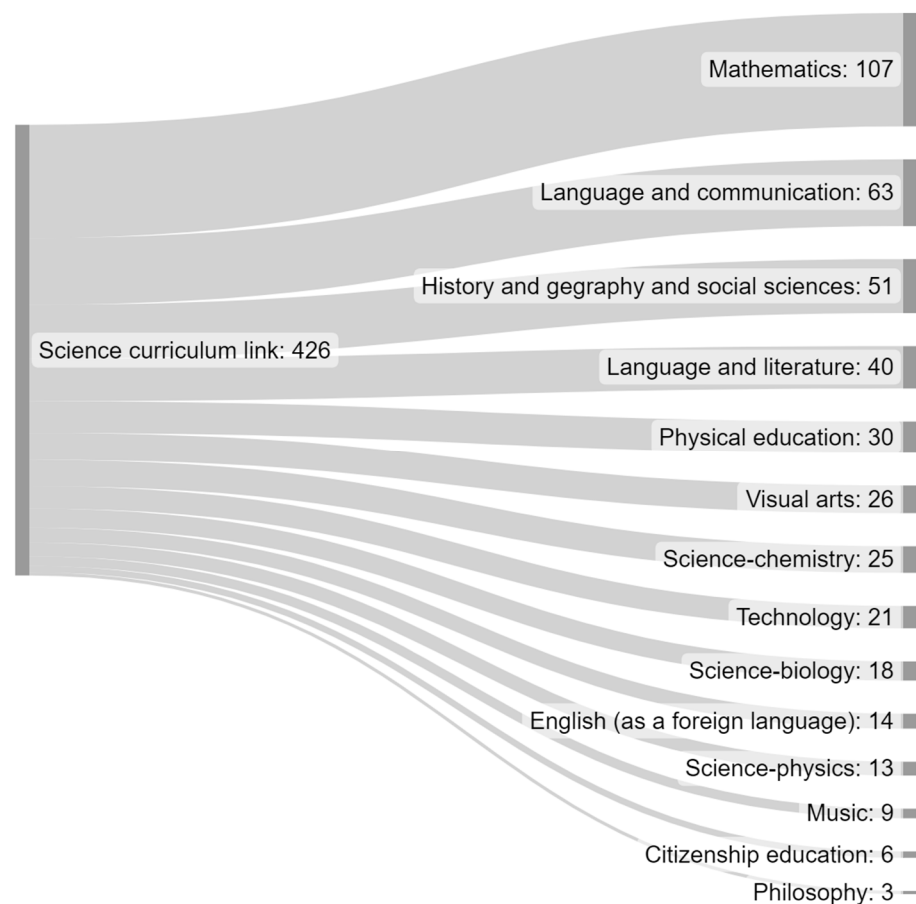 Mathematics: 107
Language and communication: 63
History and gegraphy and social sciences: 51
Science curriculum link: 426
Language and literature: 40
Physical education: 30
Visual arts: 26
Science-chemistry: 25
Technology: 21
Science-biology: 18
English (as a foreign language): 14
Science-physics: 13
Music: 9
Citizenship education: 6
Philosophy: 3